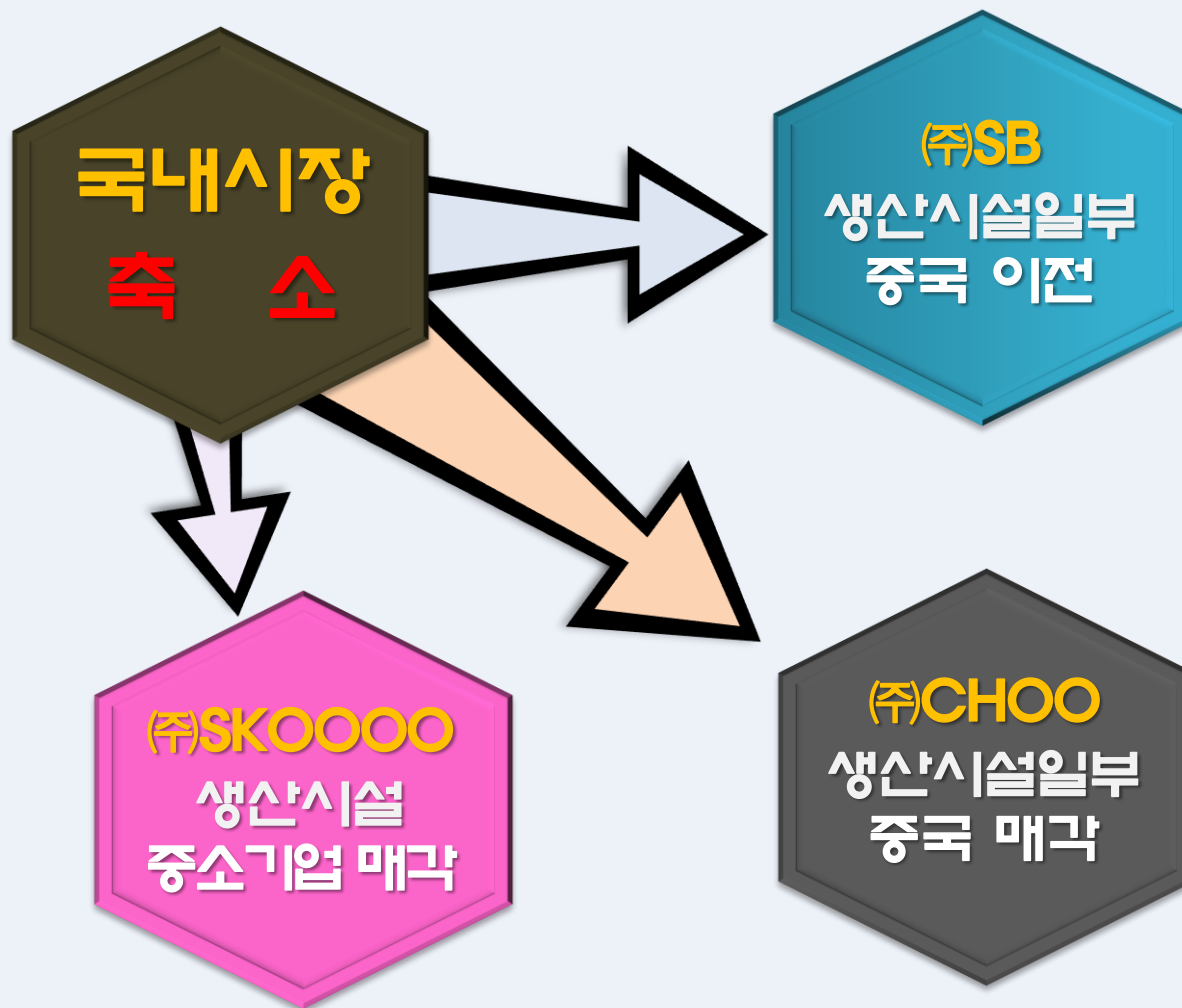 국내시장
축 소
㈜SB
생산시설일부
중국 이전
㈜SKOOOO
생산시설
중소기업 매각
㈜CHOO
생산시설일부
중국 매각